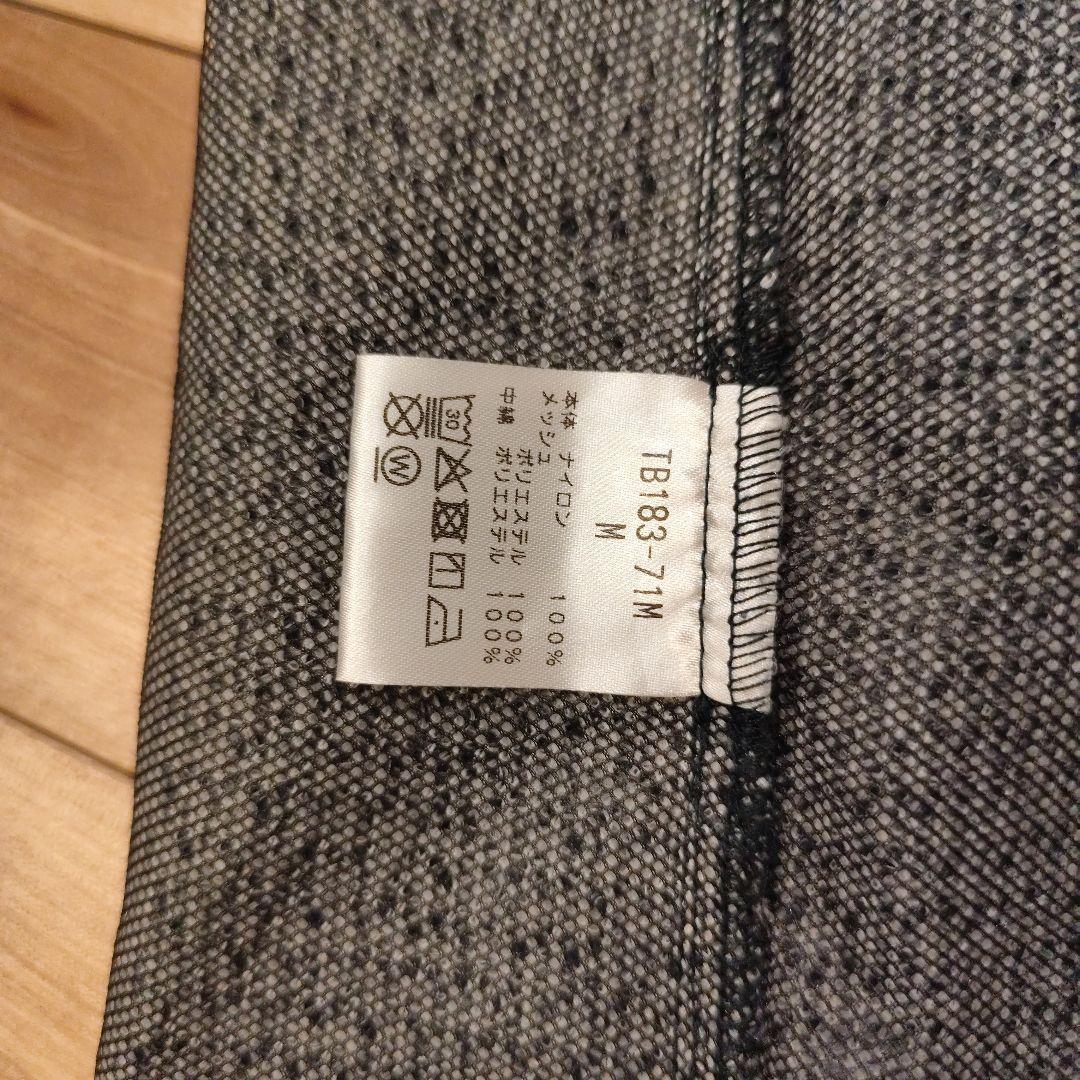 TB183-71M
M
本体 ナイロン 100%
メッシュ
ポリエステル 100%
中綿 ポリエステル 100%
30
W